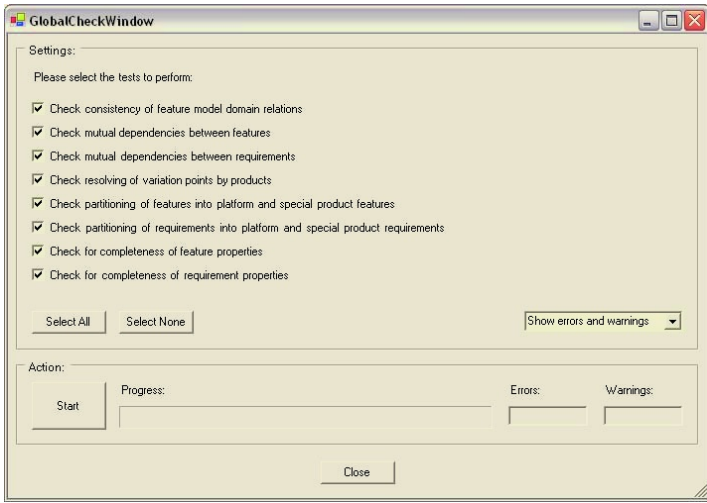 GlobalCheckWindow
Settings:
Please select the tests to perform:
Check consistency of feature model domain relations
Check mutual dependencies between features
Check mutual dependencies between requirements
Check resolving of variation points by products
Check partitioning of features into platform and special product features
Check partitioning of requirements into platform and special product requirements
Check for completeness of feature properties
Check for completeness of requirement properties
Select All Select None Show errors and warnings
Action:
Start Progress: Errors: Warnings:
Close